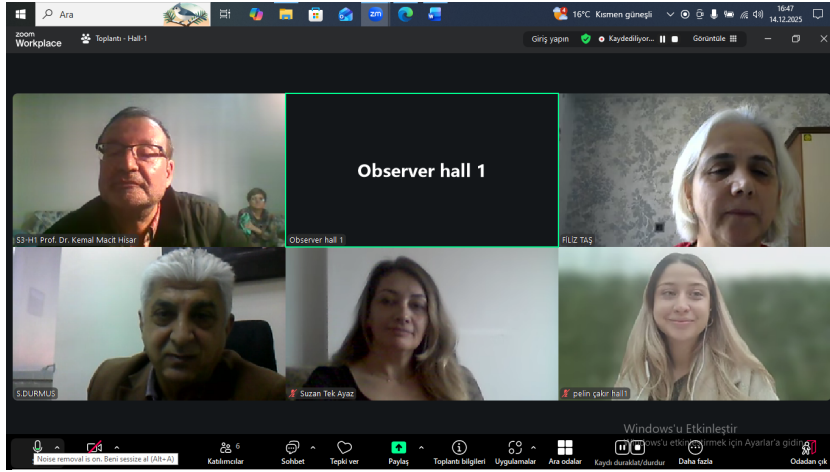 Ara
16°C Kısmen güneşli
16:47
14.12.2025
zoom
Workplace
Toplantı - Hall-1
Giriş yapın
Kaydediliyor...
Görüntüle
Observer hall 1
S3-H1 Prof. Dr. Kemal Macit Hisar
Observer hall 1
FİLİZ TAŞ
S.DURMUS
Suzan Tek Ayaz
pelin çakır hall1
Windows'u Etkinleştir
Windows'u etkinleştirmek için Ayarlar'a gidin.
Noise removal is on. Beni sessize al (Alt+A)
6
Katılımcılar
Sohbet
Tepki ver
Paylaş
Toplantı bilgileri
Uygulamalar
Ara odalar
Kaydı duraklat/durdur
Daha fazla
Odadan çık